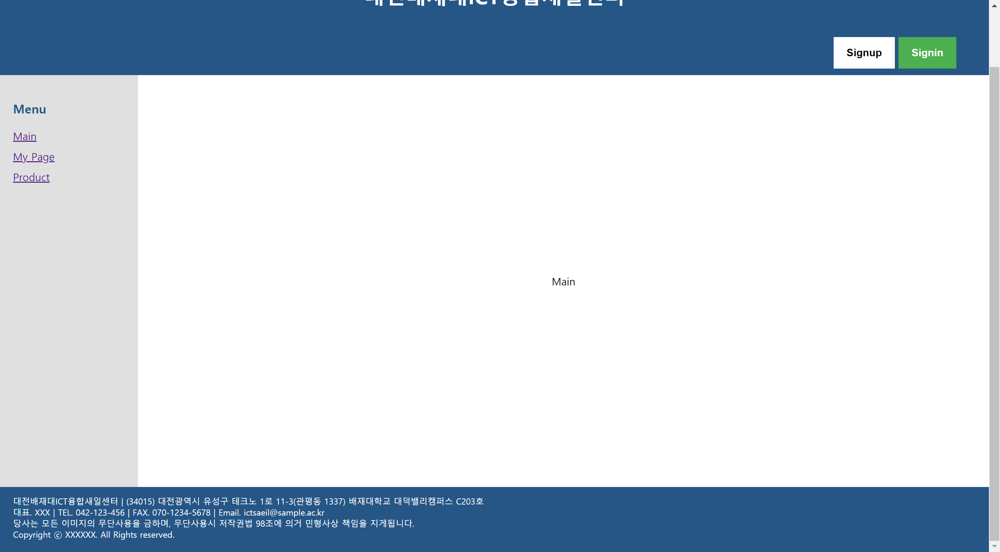 Signup
Signin
Menu
Main
My Page
Product
Main
대전배재대ICT융합새일센터 | (34015) 대전광역시 유성구 테크노 1로 11-3(관평동 1337) 배재대학교 대덕밸리캠퍼스 C203호
대표. XXX | TEL. 042-123-456 | FAX. 070-1234-5678 | Email. ictsaeil@sample.ac.kr
당사는 모든 이미지의 무단사용을 금하며, 무단사용시 저작권법 98조에 의거 민형사상 책임을 지게됩니다.
Copyright ⓒ XXXXXX. All Rights reserved.